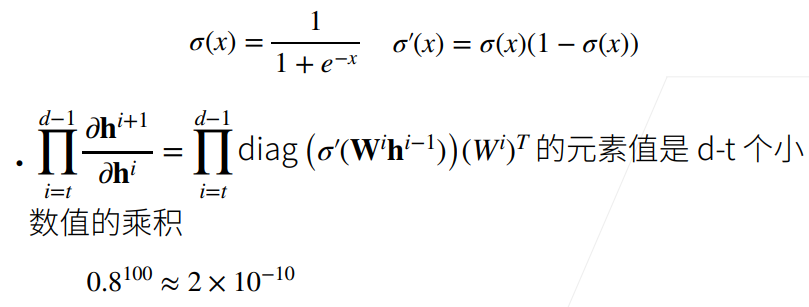 σ(x) = 1 / (1 + e^{-x})   σ′(x) = σ(x)(1 − σ(x))
• ∏_{i=t}^{d−1} ∂𝐡^{i+1} / ∂𝐡^{i} = ∏_{i=t}^{d−1} diag (σ′(𝐖^{i}𝐡^{i−1})) (W^{i})^{T} 的元素值是 d-t 个小
数值的乘积
0.8^{100} ≈ 2 × 10^{−10}